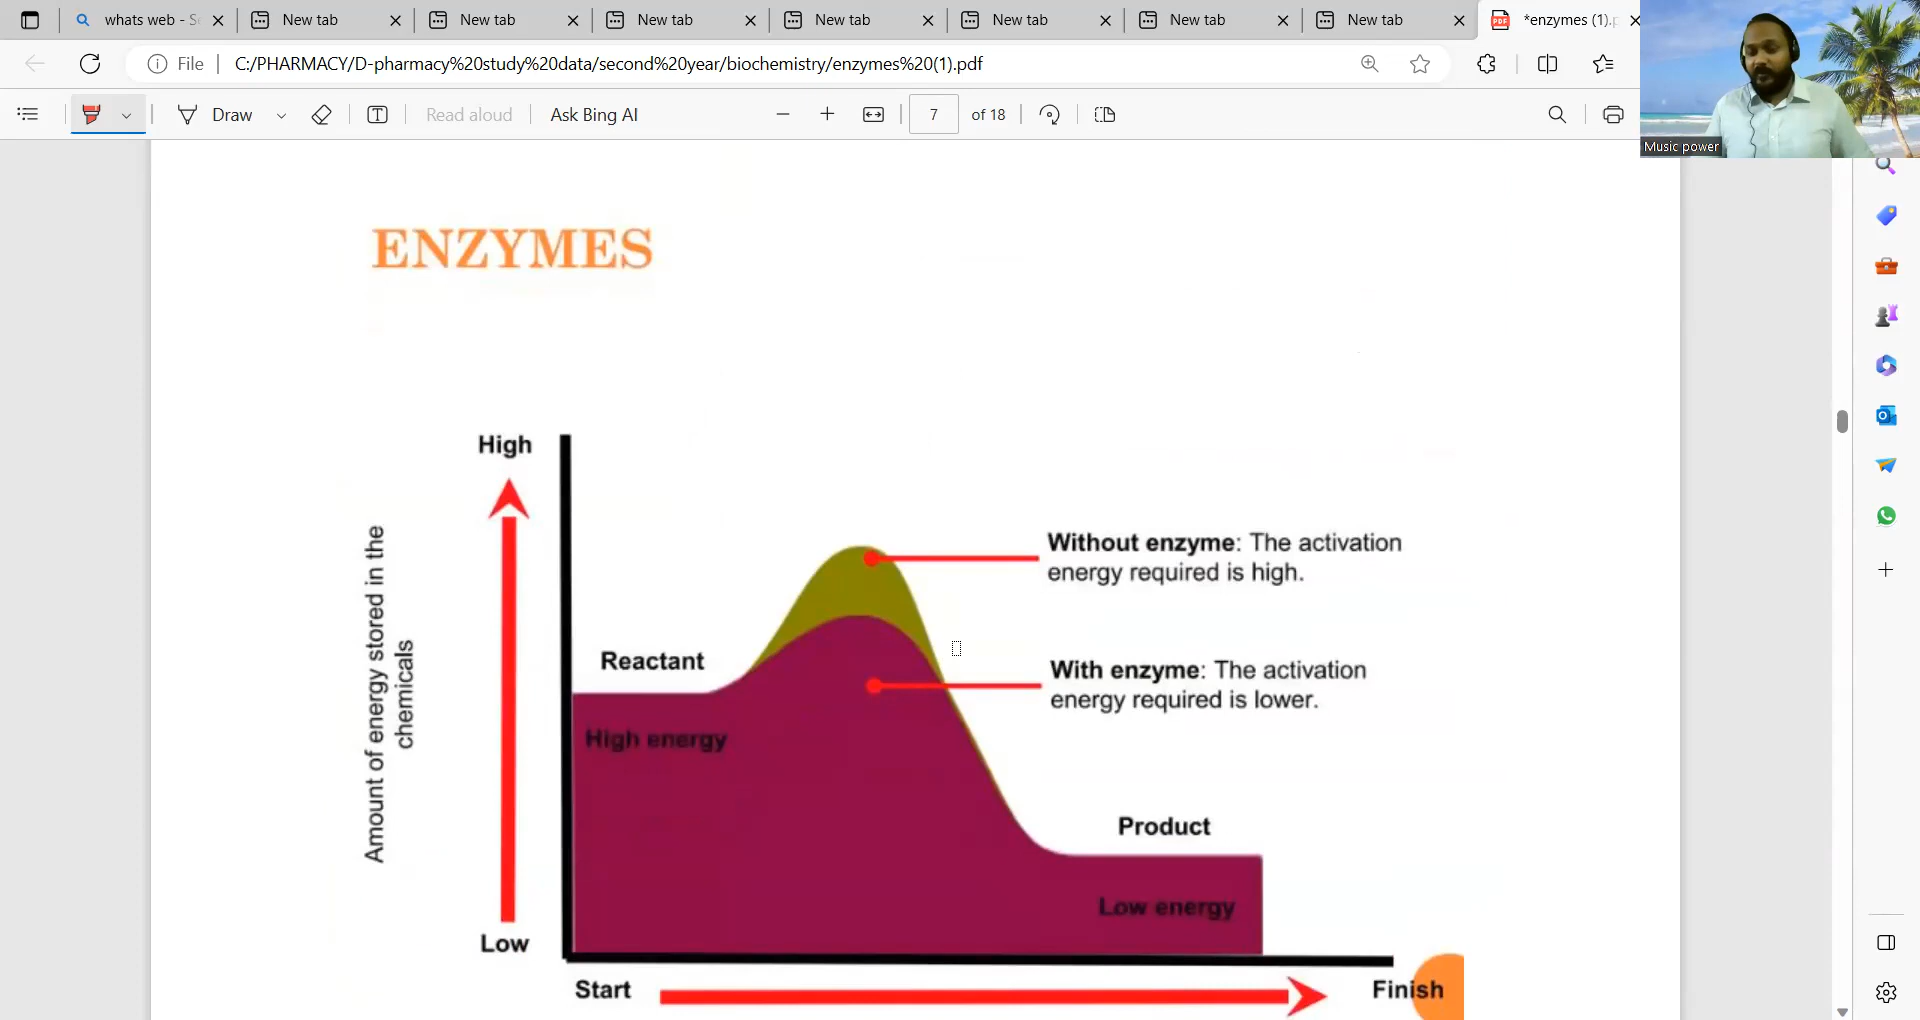 whats web - S
New tab
New tab
New tab
New tab
New tab
New tab
New tab
*enzymes (1).p
File
C:/PHARMACY/D-pharmacy%20study%20data/second%20year/biochemistry/enzymes%20(1).pdf
Draw
Read aloud
Ask Bing AI
7
of 18
Music power
ENZYMES
High
Amount of energy stored in the
chemicals
Low
Without enzyme: The activation
energy required is high.
Reactant
With enzyme: The activation
energy required is lower.
High energy
Product
Low energy
Start
Finish